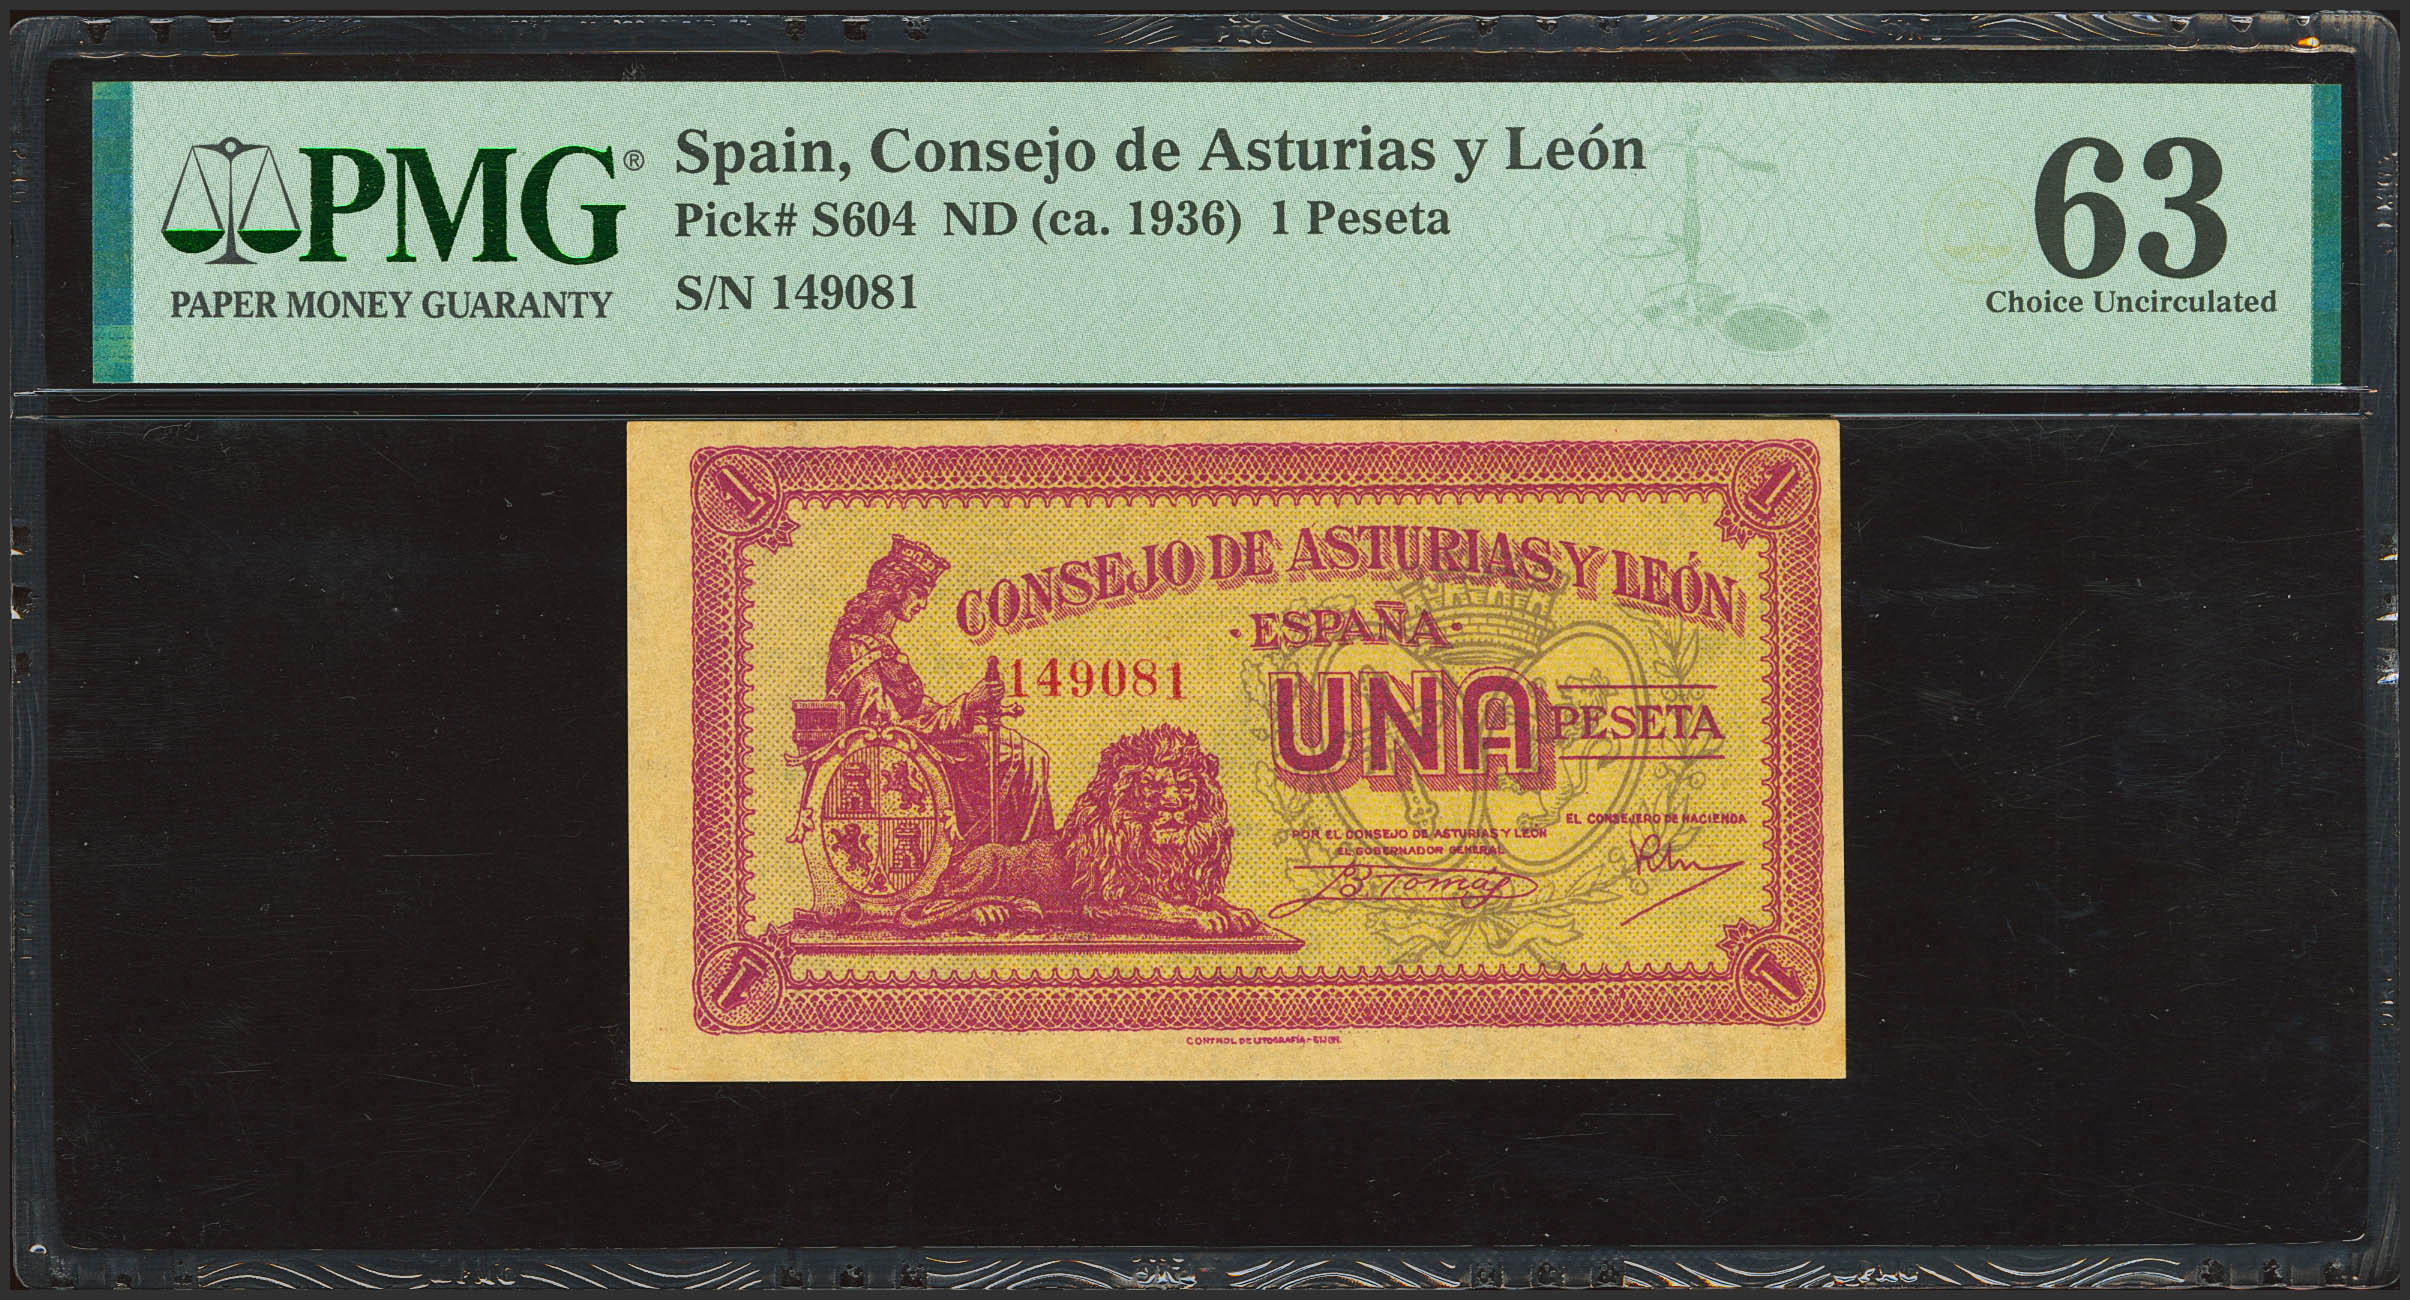 PMG®
PAPER MONEY GUARANTY
Spain, Consejo de Asturias y León
Pick# S604 ND (ca. 1936) 1 Peseta
S/N 149081
63
Choice Uncirculated
1
1
CONSEJO DE ASTURIAS Y LEÓN
·ESPAÑA·
149081
UNA
PESETA
POR EL CONSEJO DE ASTURIAS Y LEÓN
EL GOBERNADOR GENERAL
EL CONSEJERO DE HACIENDA
B Tomás
1
1
CONTROL DE LITOGRAFÍA-GIJÓN.